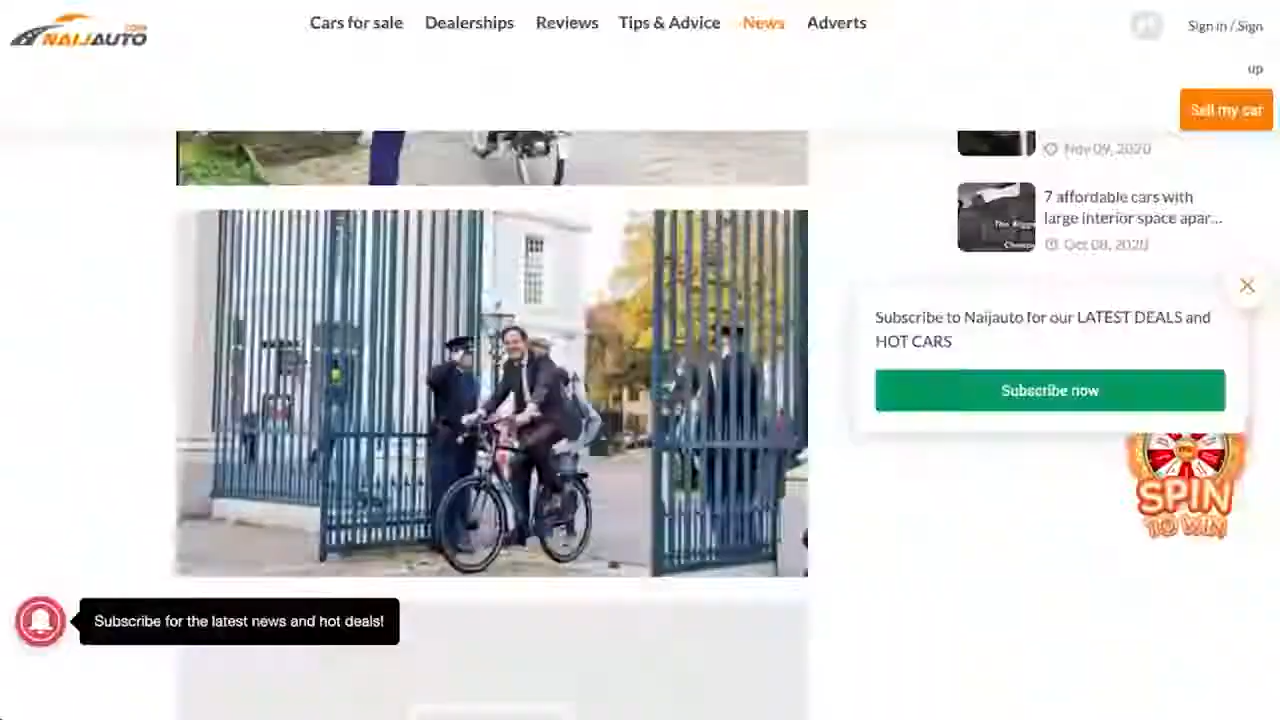 NAIJAUTO
.COM
Cars for sale
Dealerships
Reviews
Tips & Advice
News
Adverts
Sign in / Sign
up
Sell my car
Nov 09, 2020
7 affordable cars with
large interior space apar...
Oct 08, 2020
Subscribe to Naijauto for our LATEST DEALS and
HOT CARS
Subscribe now
SPIN
TO WIN!
Subscribe for the latest news and hot deals!